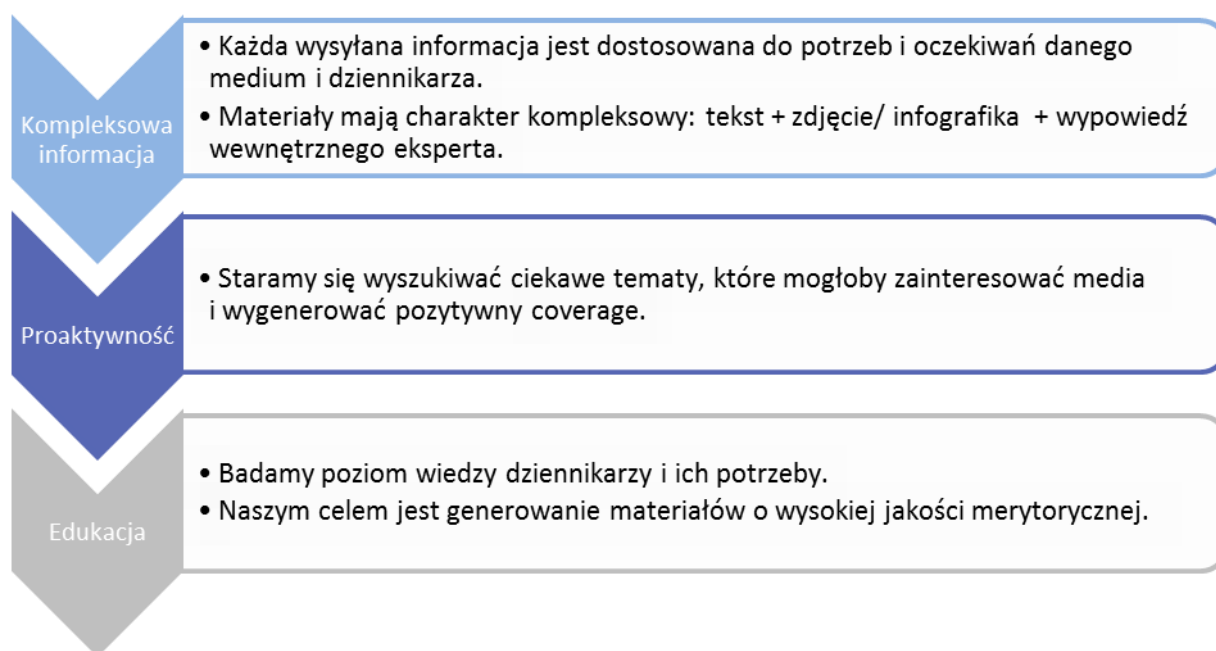 Kompleksowa
informacja
• Każda wysyłana informacja jest dostosowana do potrzeb i oczekiwań danego
medium i dziennikarza.
• Materiały mają charakter kompleksowy: tekst + zdjęcie/ infografika + wypowiedź
wewnętrznego eksperta.
Proaktywność
• Staramy się wyszukiwać ciekawe tematy, które mogłoby zainteresować media
i wygenerować pozytywny coverage.
Edukacja
• Badamy poziom wiedzy dziennikarzy i ich potrzeby.
• Naszym celem jest generowanie materiałów o wysokiej jakości merytorycznej.